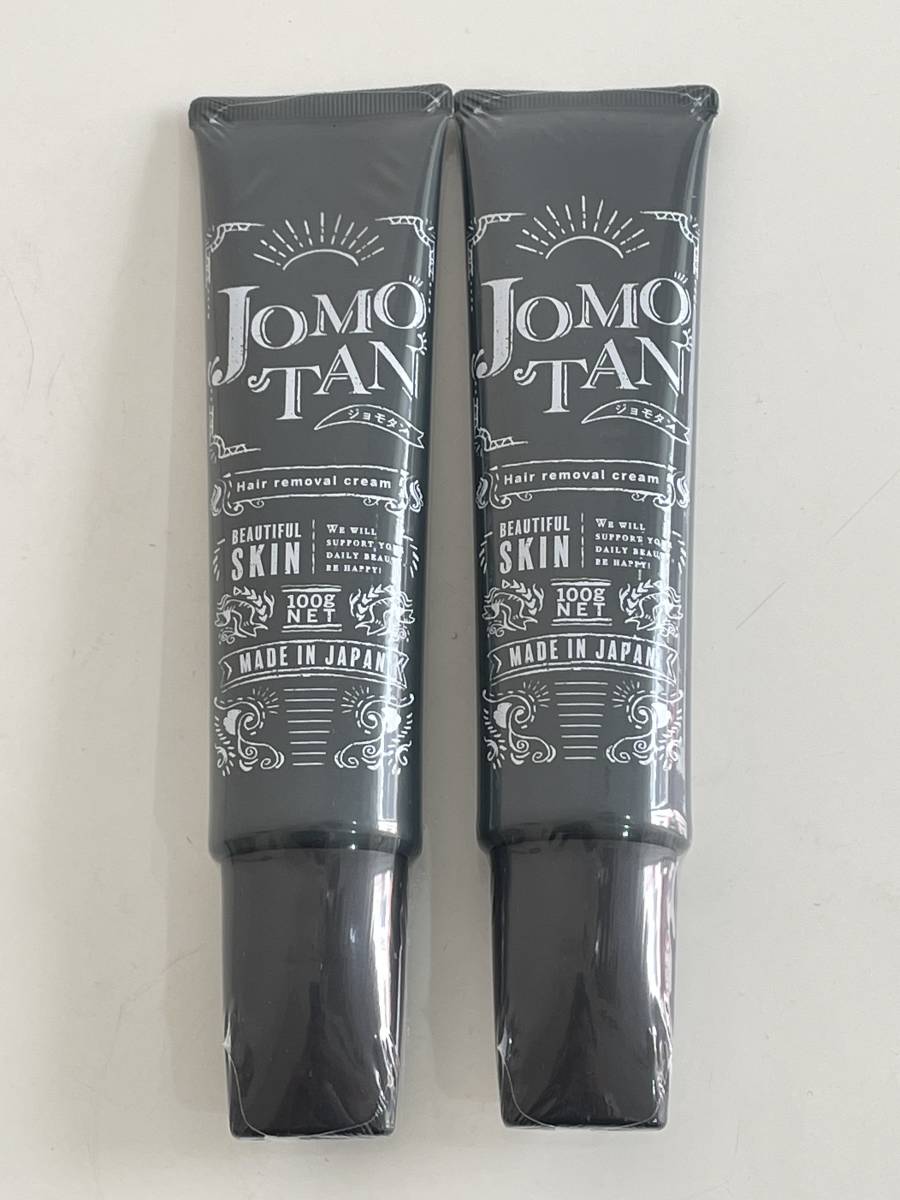 JOMO
TAN
ジョモタン
Hair removal cream
BEAUTIFUL
SKIN
WE WILL
SUPPORT YOU
DAILY BEAU
BE HAPPY!
100g
NET
MADE IN JAPAN
JOMO
TAN
ジョモタン
Hair removal cream
BEAUTIFUL
SKIN
WE WILL
SUPPORT YOU
DAILY BEAU
BE HAPPY!
100g
NET
MADE IN JAPAN